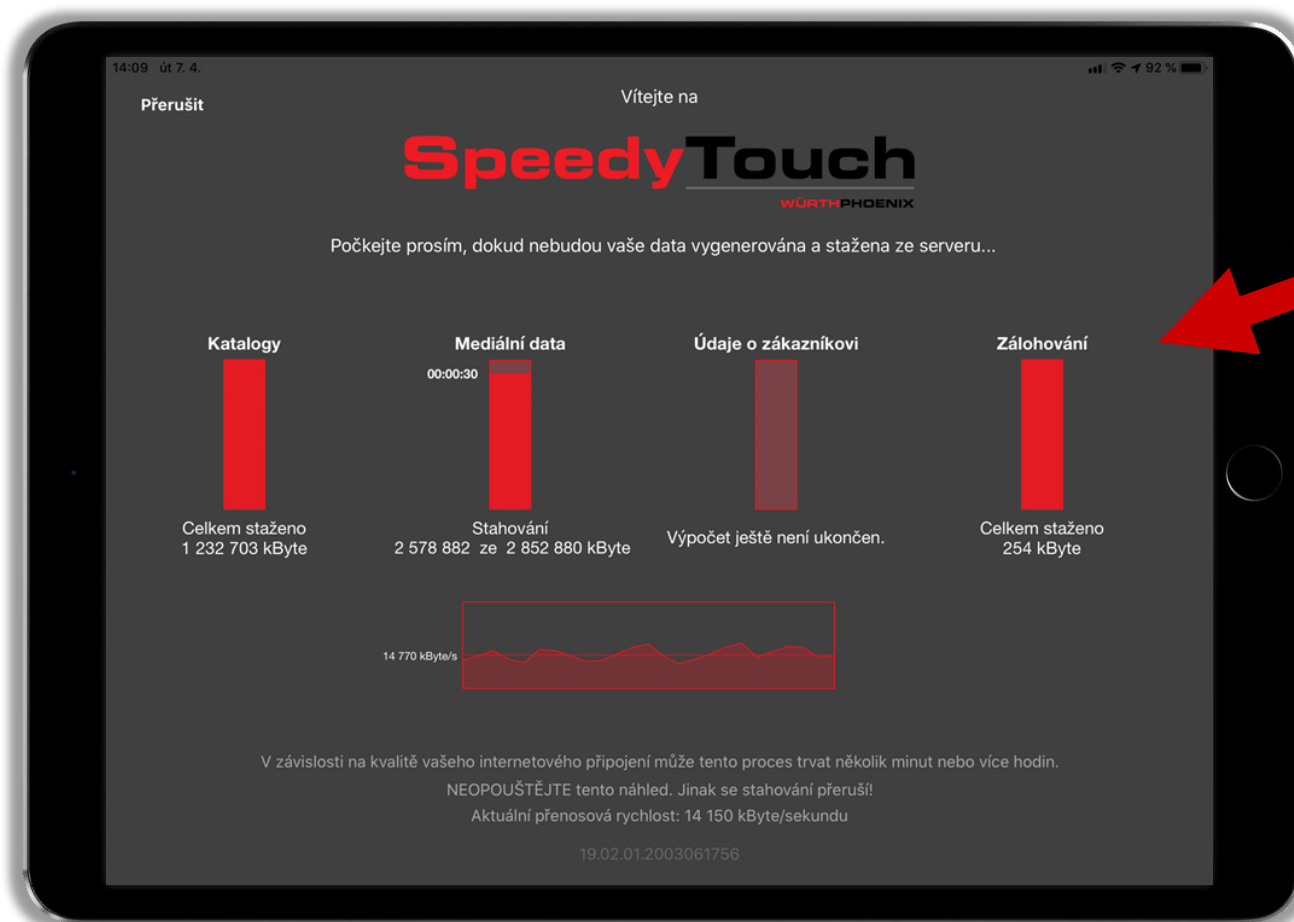 14:09 út 7. 4.
92 %
Přerušit
Vítejte na
SpeedyTouch
WÜRTHPHOENIX
Počkejte prosím, dokud nebudou vaše data vygenerována a stažena ze serveru...
Katalogy
Celkem staženo
1 232 703 kByte
Mediální data
00:00:30
Stahování
2 578 882 ze 2 852 880 kByte
Údaje o zákazníkovi
Výpočet ještě není ukončen.
Zálohování
Celkem staženo
254 kByte
14 770 kByte/s
V závislosti na kvalitě vašeho internetového připojení může tento proces trvat několik minut nebo více hodin.
NEOPOUŠTĚJTE tento náhled. Jinak se stahování přeruší!
Aktuální přenosová rychlost: 14 150 kByte/sekundu
19.02.01.2003061756